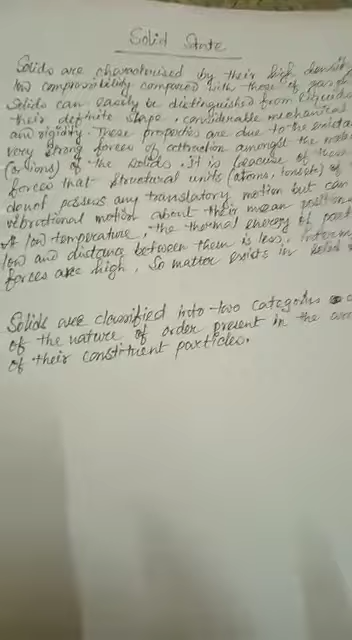 Solid State
Solids are characterised by their high density
low compressibility compared with those of gases
Solids can easily be distinguished from liquids
their definite shape, considerable mechanical
and rigidity. These properties are due to the
very strong forces of attraction amongst the
(or ions) of the solids. It is because of these
forces that structural units (atoms, ions) of
donot possess any translatory motion but can
vibrational motion about their mean position
At low temperature, the thermal energy of
low and distance between them is less,
forces are high, So matter exists in solid
Solids are classified into two categories
of the nature of order present in the
of their constituent particles.